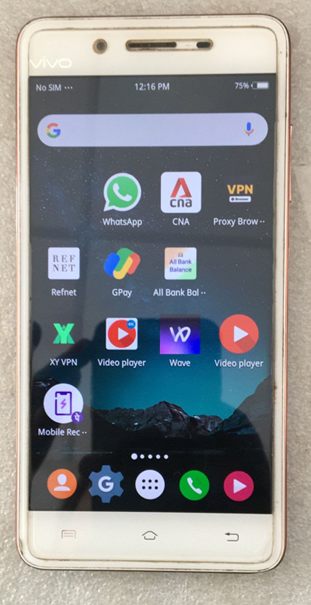 vivo
No SIM ··· 12:16 PM 75%
WhatsApp
cna
CNA
VPN
Browser
Proxy Brow ··
REF
NET
Refnet
GPay
All Bank
Balance
All Bank Bal ··
XY VPN
Video player
Wave
Video player
Mobile Rec ··